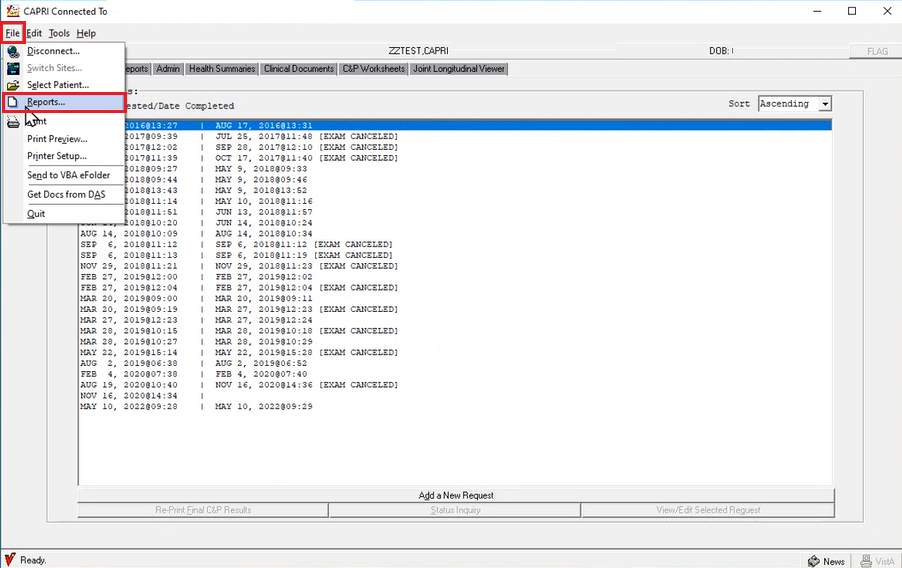 CAPRI Connected To
File Edit Tools Help
Disconnect...
ZZTEST,CAPRI
DOB:
FLAG
Switch Sites...
Admin Health Summaries Clinical Documents C&P Worksheets Joint Longitudinal Viewer
Select Patient...
Reports...
Date Completed
Sort Ascending
Print Preview...
Printer Setup...
Send to VBA eFolder
Get Docs from DAS
Quit
2016@13:27 | AUG 17, 2016@13:31
2017@09:39 | JUL 25, 2017@11:48 [EXAM CANCELED]
2017@12:02 | SEP 28, 2017@12:10 [EXAM CANCELED]
2017@11:39 | OCT 17, 2017@11:40 [EXAM CANCELED]
2018@09:27 | MAY 9, 2018@09:33
2018@09:44 | MAY 9, 2018@09:46
2018@13:43 | MAY 9, 2018@13:52
2018@11:14 | MAY 10, 2018@11:16
2018@11:51 | JUN 13, 2018@11:57
2018@10:20 | JUN 14, 2018@10:24
AUG 14, 2018@10:09 | AUG 14, 2018@10:34
SEP 6, 2018@11:12 | SEP 6, 2018@11:12 [EXAM CANCELED]
SEP 6, 2018@11:13 | SEP 6, 2018@11:19 [EXAM CANCELED]
NOV 29, 2018@11:21 | NOV 29, 2018@11:23 [EXAM CANCELED]
FEB 27, 2019@12:00 | FEB 27, 2019@12:02
FEB 27, 2019@12:04 | FEB 27, 2019@12:04 [EXAM CANCELED]
MAR 20, 2019@09:00 | MAR 20, 2019@09:11
MAR 20, 2019@09:19 | MAR 27, 2019@12:23 [EXAM CANCELED]
MAR 27, 2019@12:23 | MAR 27, 2019@12:24
MAR 28, 2019@10:15 | MAR 28, 2019@10:18 [EXAM CANCELED]
MAR 28, 2019@10:27 | MAR 28, 2019@10:29
MAY 22, 2019@15:14 | MAY 22, 2019@15:28 [EXAM CANCELED]
AUG 2, 2019@06:38 | AUG 2, 2019@06:52
FEB 4, 2020@07:38 | FEB 4, 2020@07:40
AUG 19, 2020@10:40 | NOV 16, 2020@14:36 [EXAM CANCELED]
NOV 16, 2020@14:34 |
MAY 10, 2022@09:28 | MAY 10, 2022@09:29
Add a New Request
Re-Print Final C&P Results
Status Inquiry
View/Edit Selected Request
Ready.
News
VistA